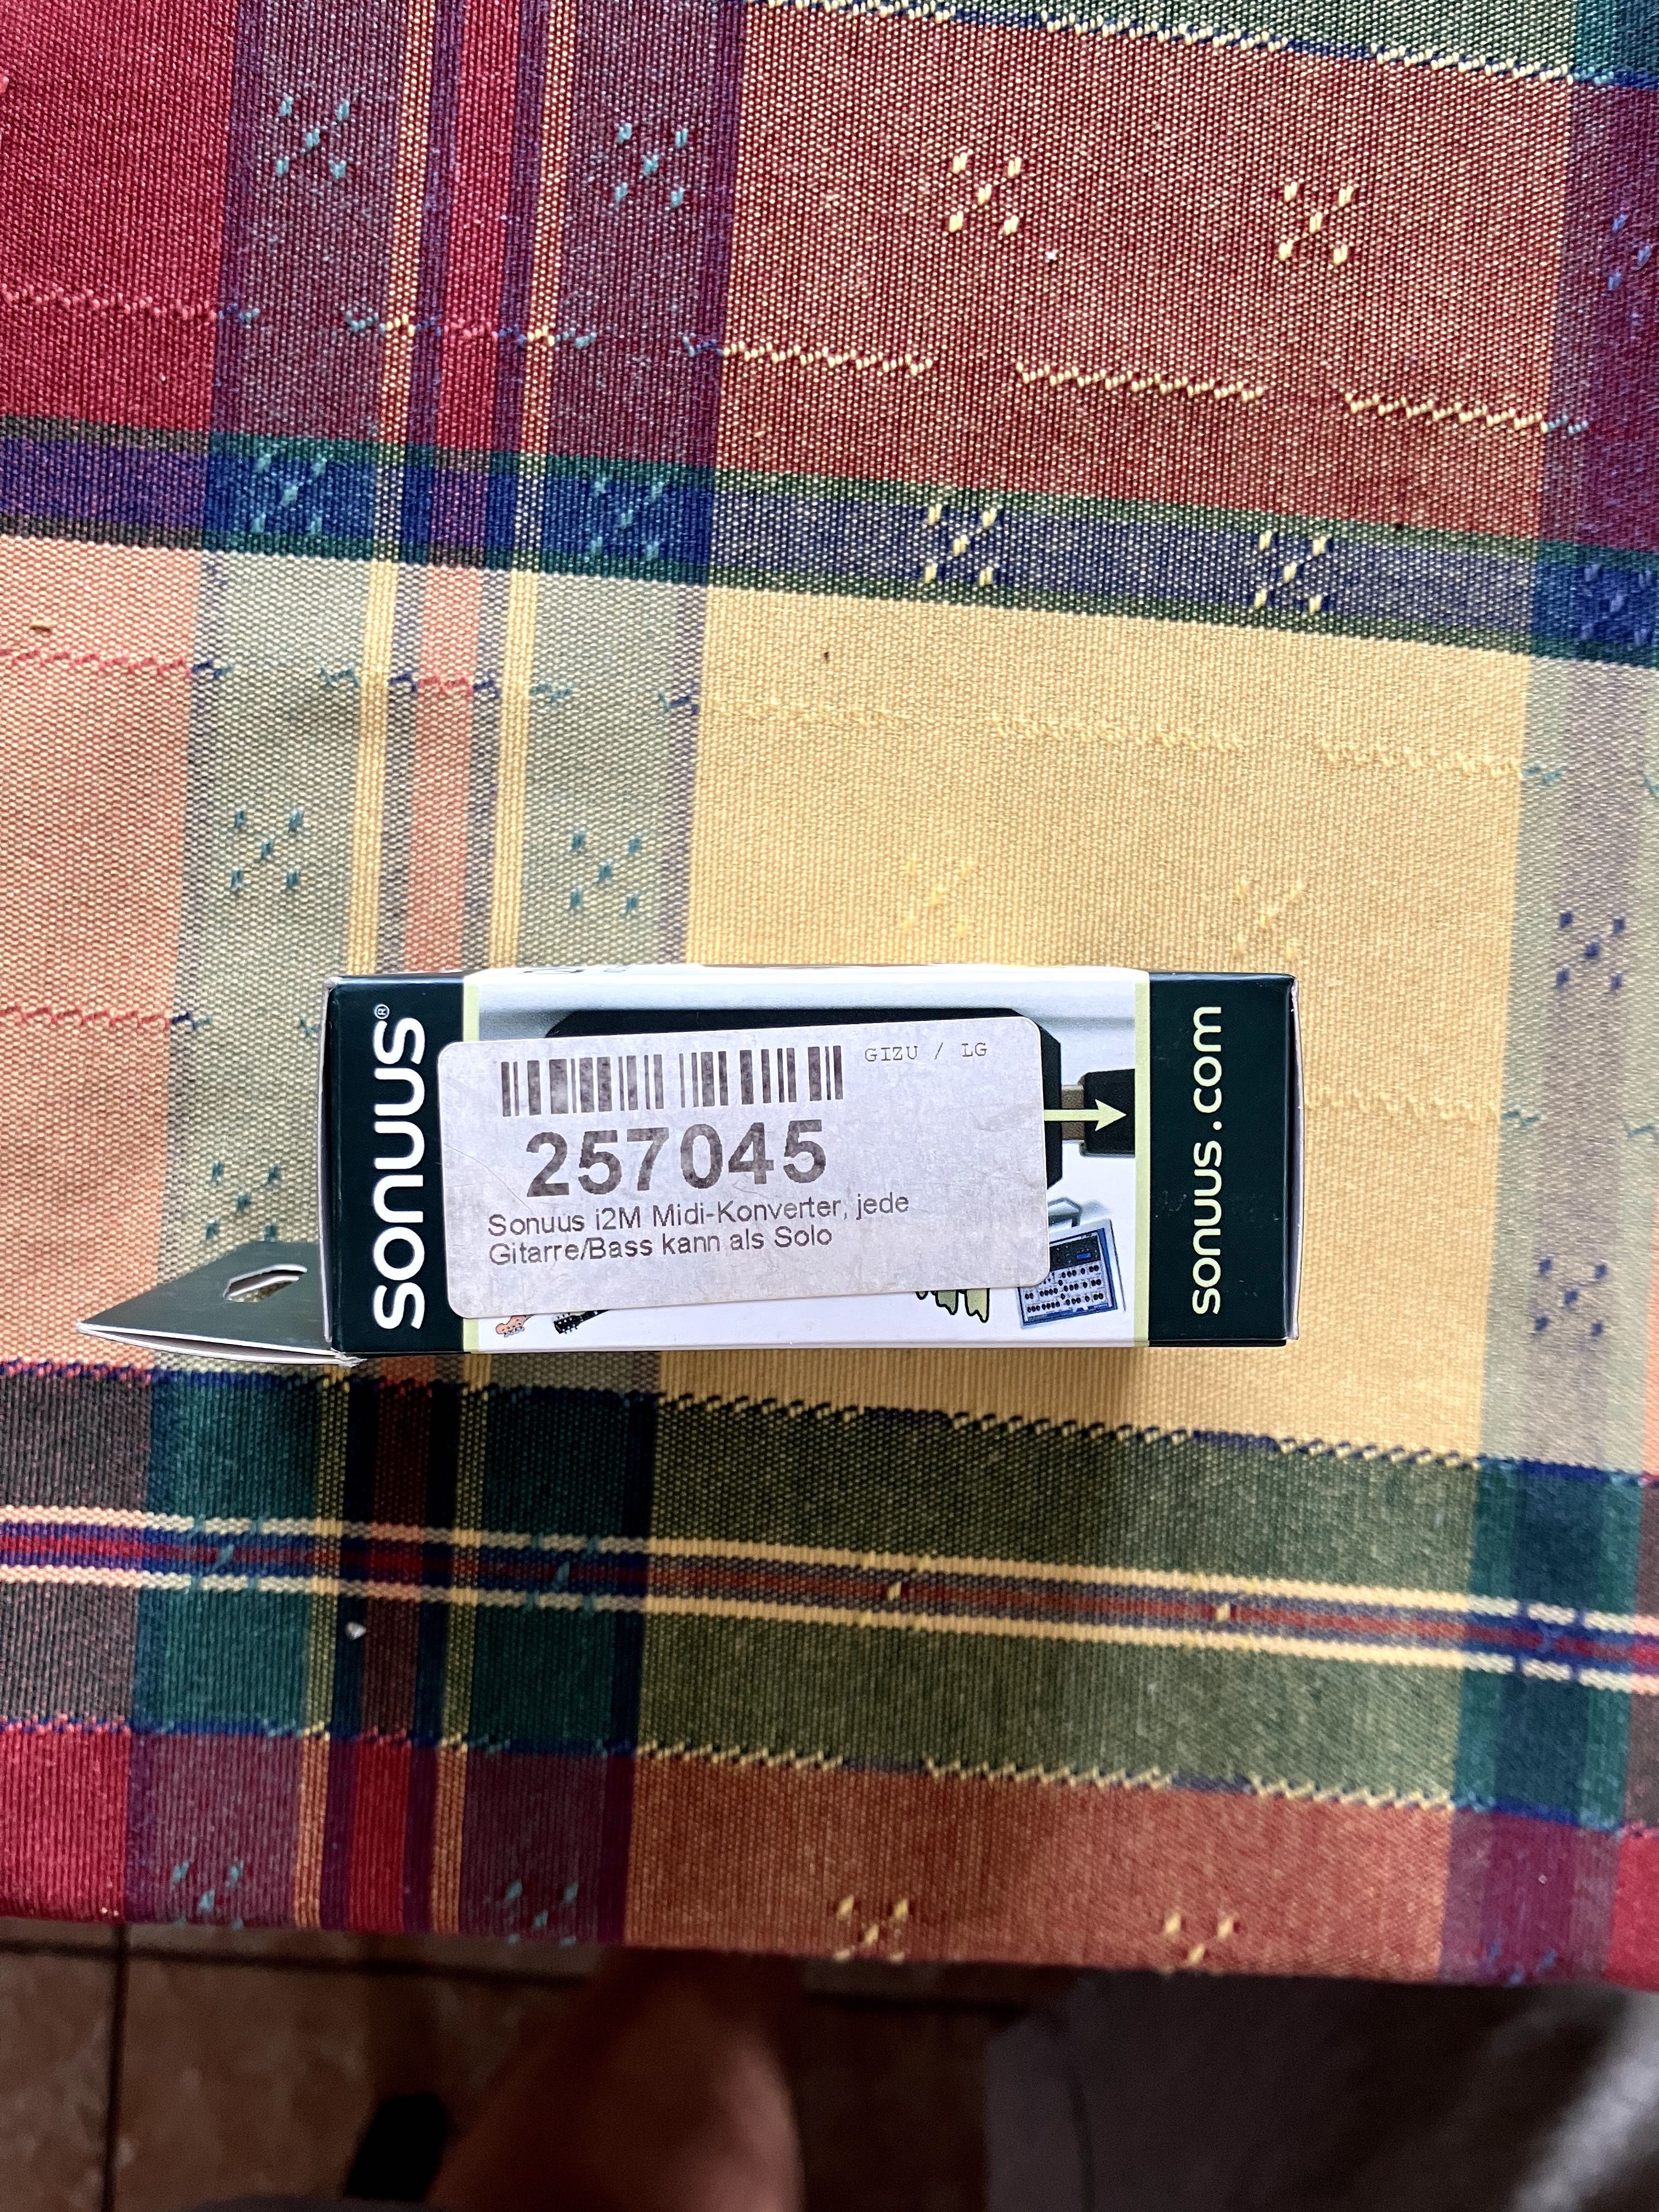 sonuus®
GIZU / LG
257045
Sonuus i2M Midi-Konverter, jede
Gitarre/Bass kann als Solo
sonuus.com